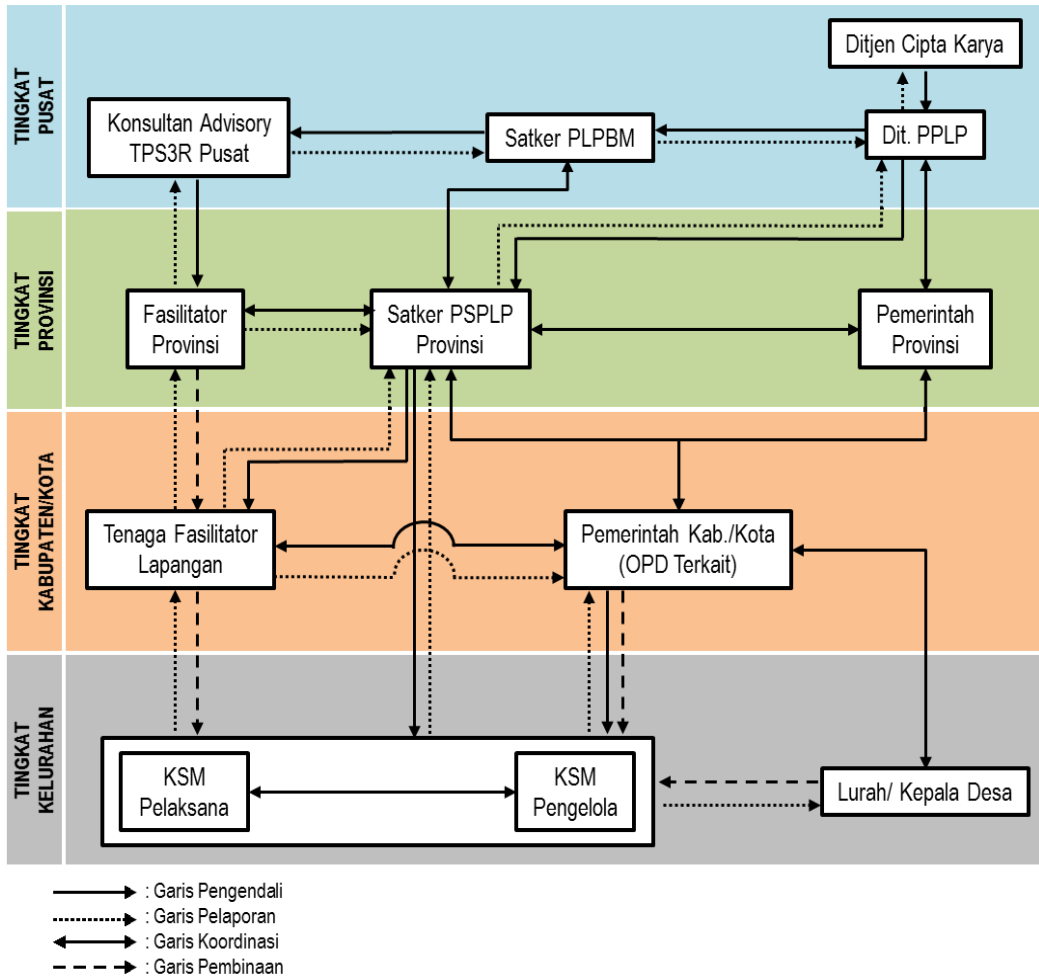 TINGKAT
PUSAT
Ditjen Cipta Karya
Konsultan Advisory
TPS3R Pusat
Satker PLPBM
Dit. PPLP
TINGKAT
PROVINSI
Fasilitator
Provinsi
Satker PSPLP
Provinsi
Pemerintah
Provinsi
TINGKAT
KABUPATEN/KOTA
Tenaga Fasilitator
Lapangan
Pemerintah Kab./Kota
(OPD Terkait)
TINGKAT
KELURAHAN
KSM
Pelaksana
KSM
Pengelola
Lurah/ Kepala Desa
: Garis Pengendali
: Garis Pelaporan
: Garis Koordinasi
: Garis Pembinaan